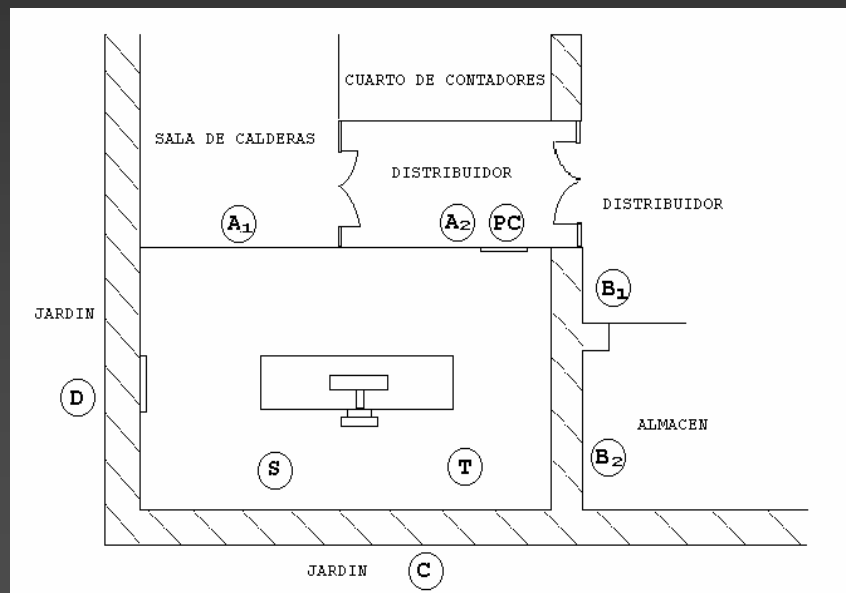 CUARTO DE CONTADORES
SALA DE CALDERAS
DISTRIBUIDOR
DISTRIBUIDOR
A₁
A₂
PC
B₁
JARDIN
D
ALMACEN
B₂
S
T
JARDIN
C